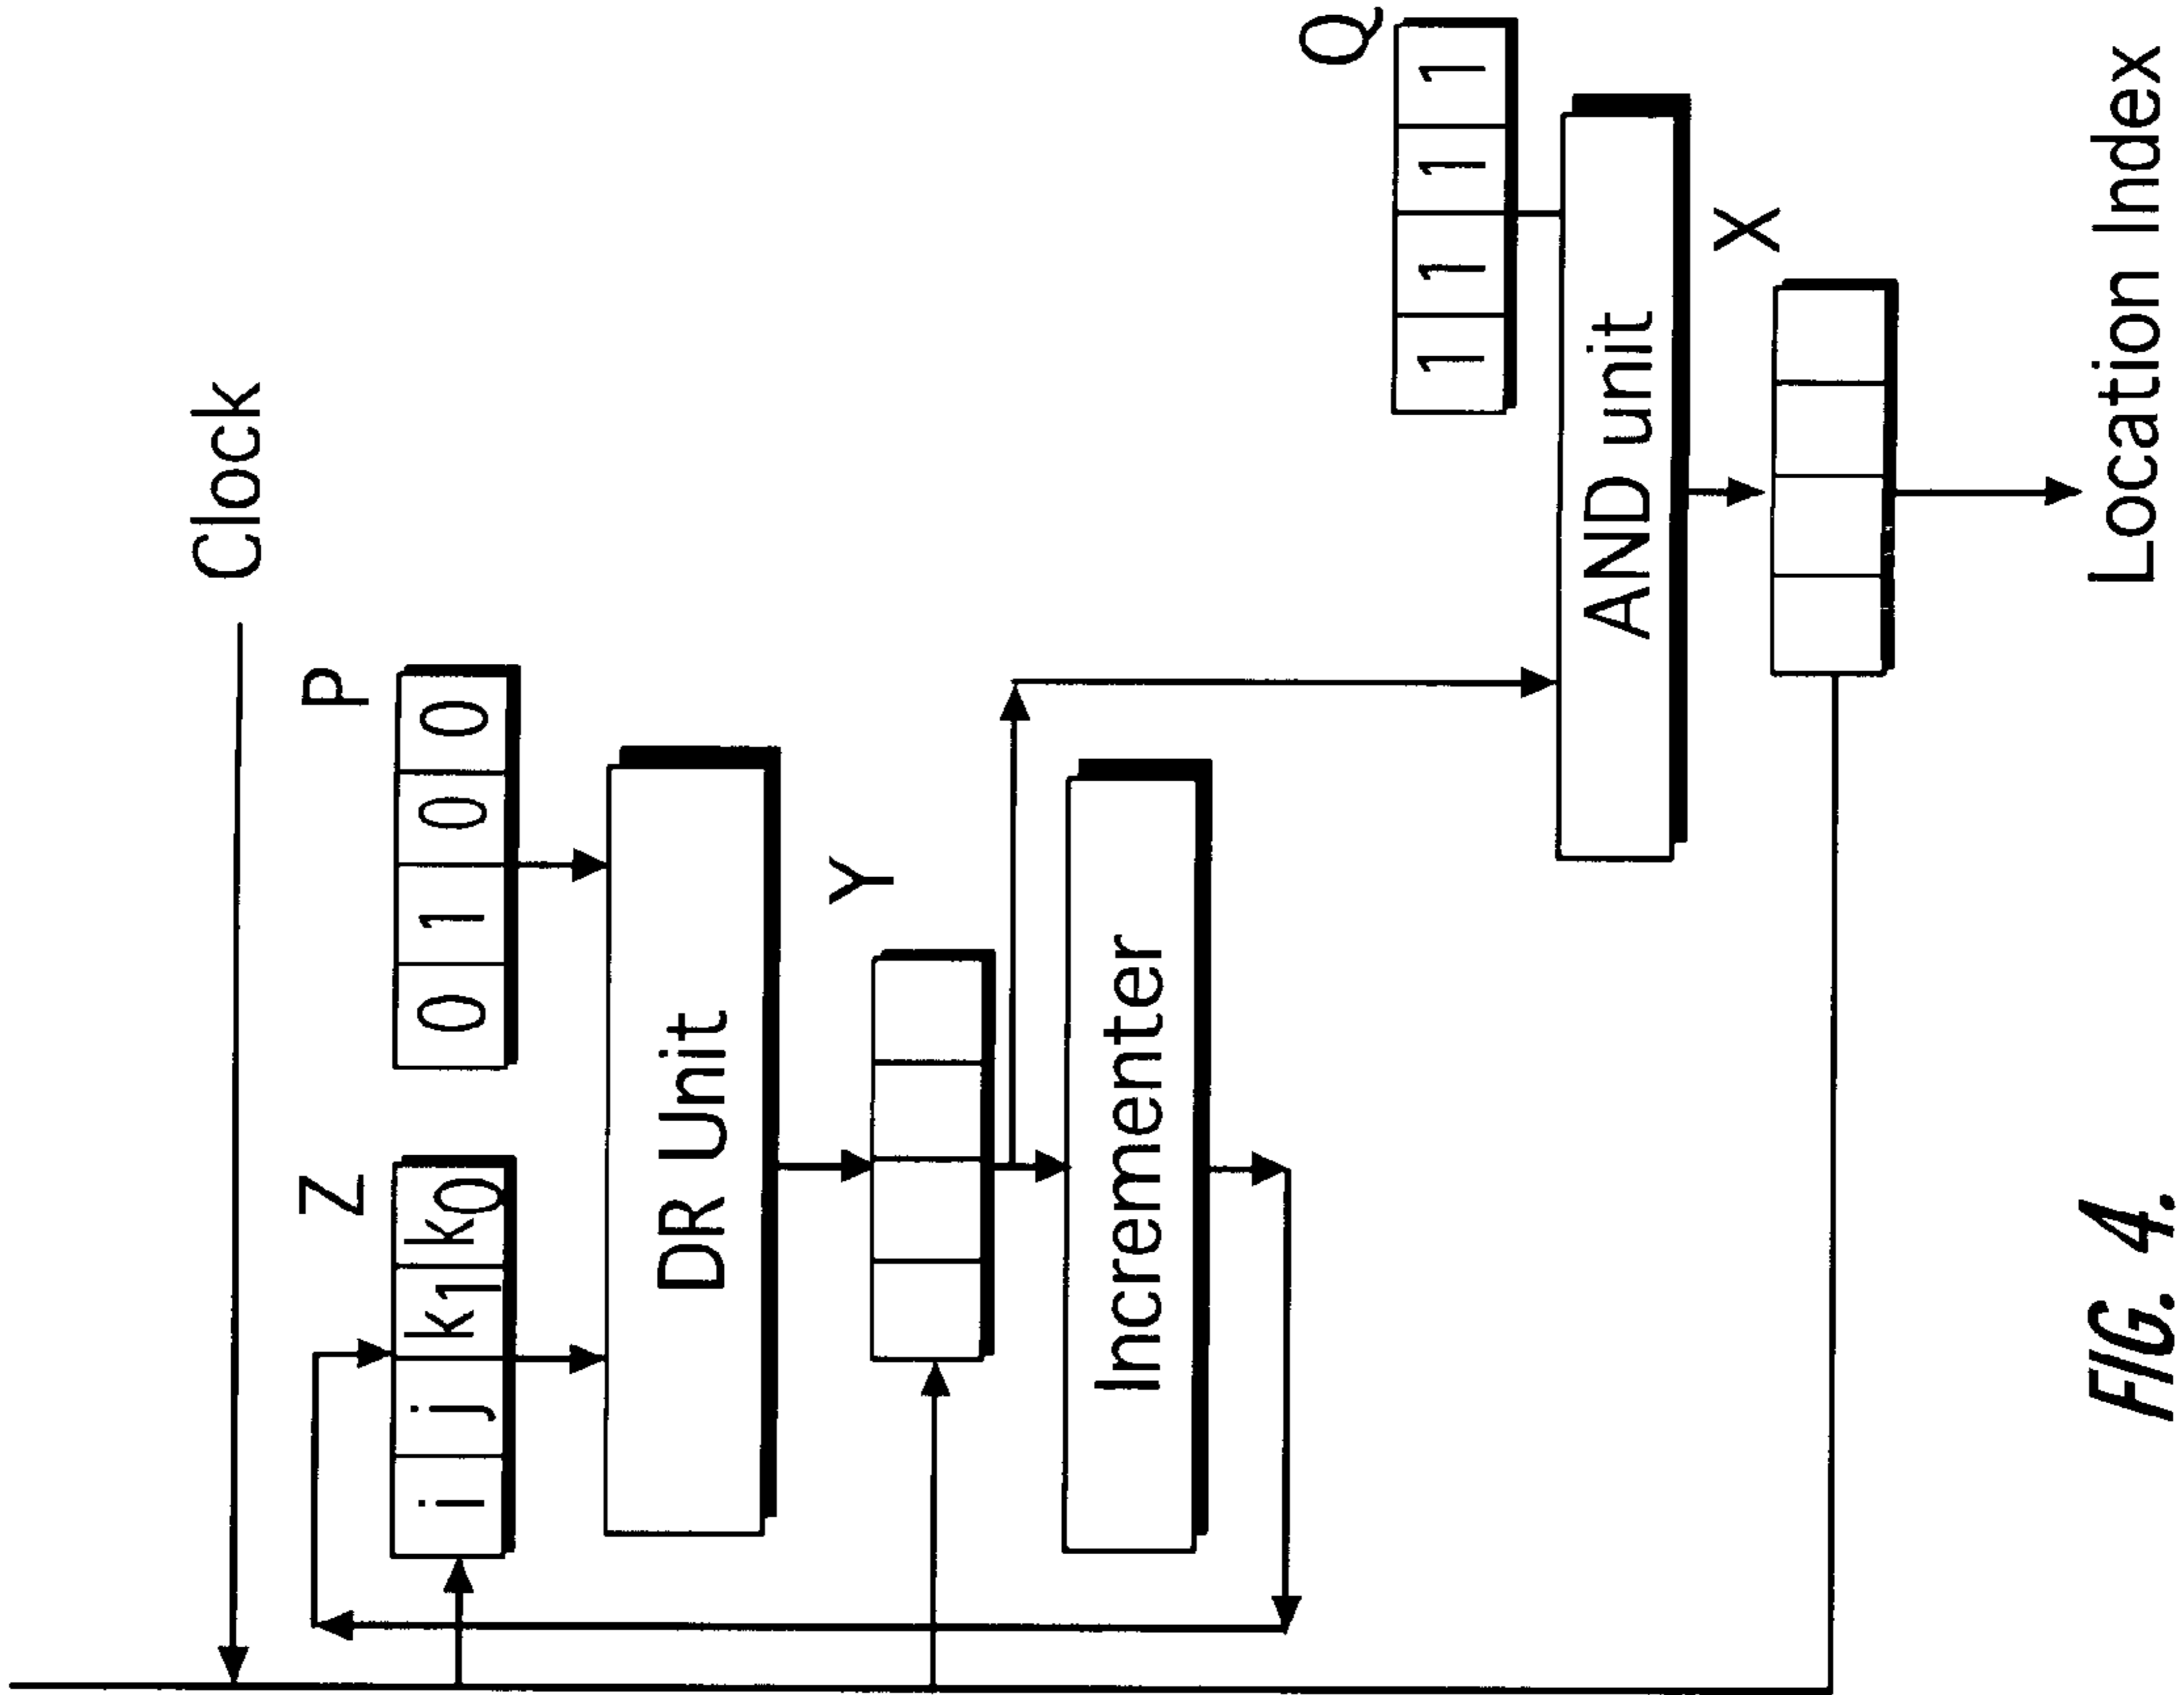 Clock
Z
P
i j k1 k0
0 1 0 0
DR Unit
Y
Incrementer
Q
1 1 1 1
AND unit
X
Location Index
FIG. 4.